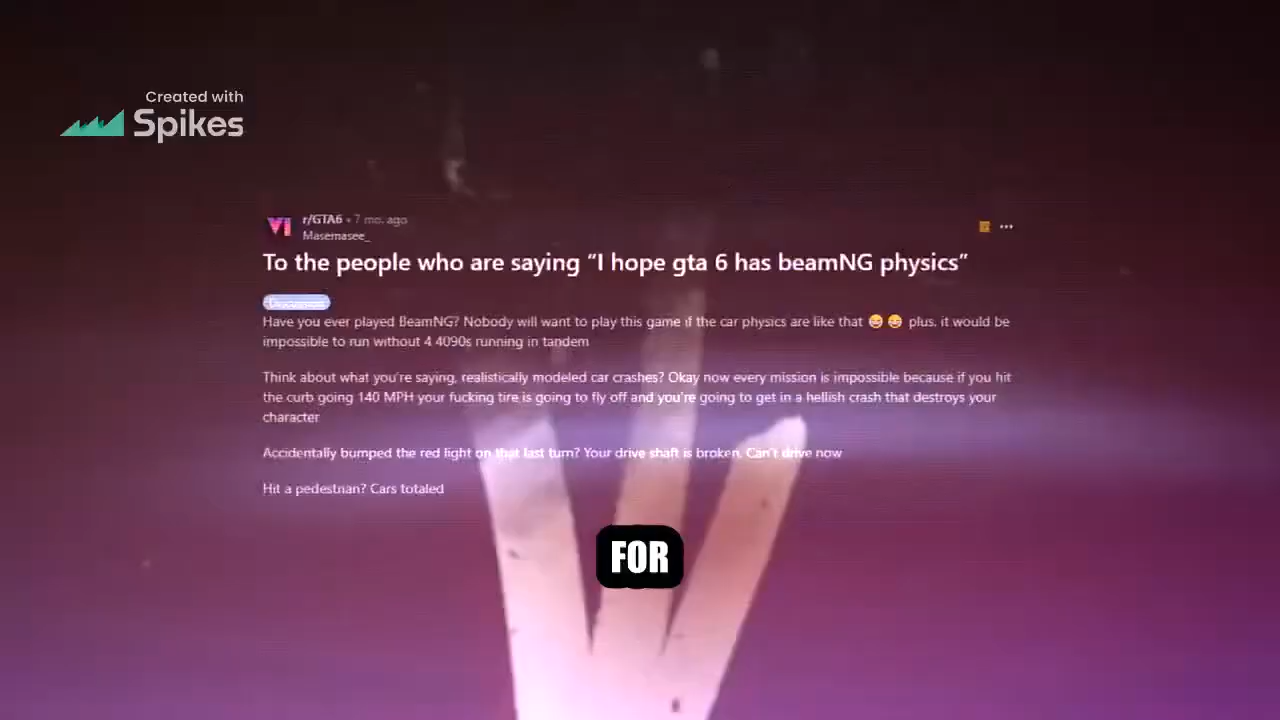 Created with
Spikes
VI
r/GTA6 • 7 mo. ago
Masemasee_
To the people who are saying “I hope gta 6 has beamNG physics”
Have you ever played BeamNG? Nobody will want to play this game if the car physics are like that 😅 😅 plus, it would be
impossible to run without 4 4090s running in tandem
Think about what you're saying, realistically modeled car crashes? Okay now every mission is impossible because if you hit
the curb going 140 MPH your fucking tire is going to fly off and you're going to get in a hellish crash that destroys your
character
Accidentally bumped the red light on that last turn? Your drive shaft is broken. Can't drive now
Hit a pedestrian? Cars totaled
FOR